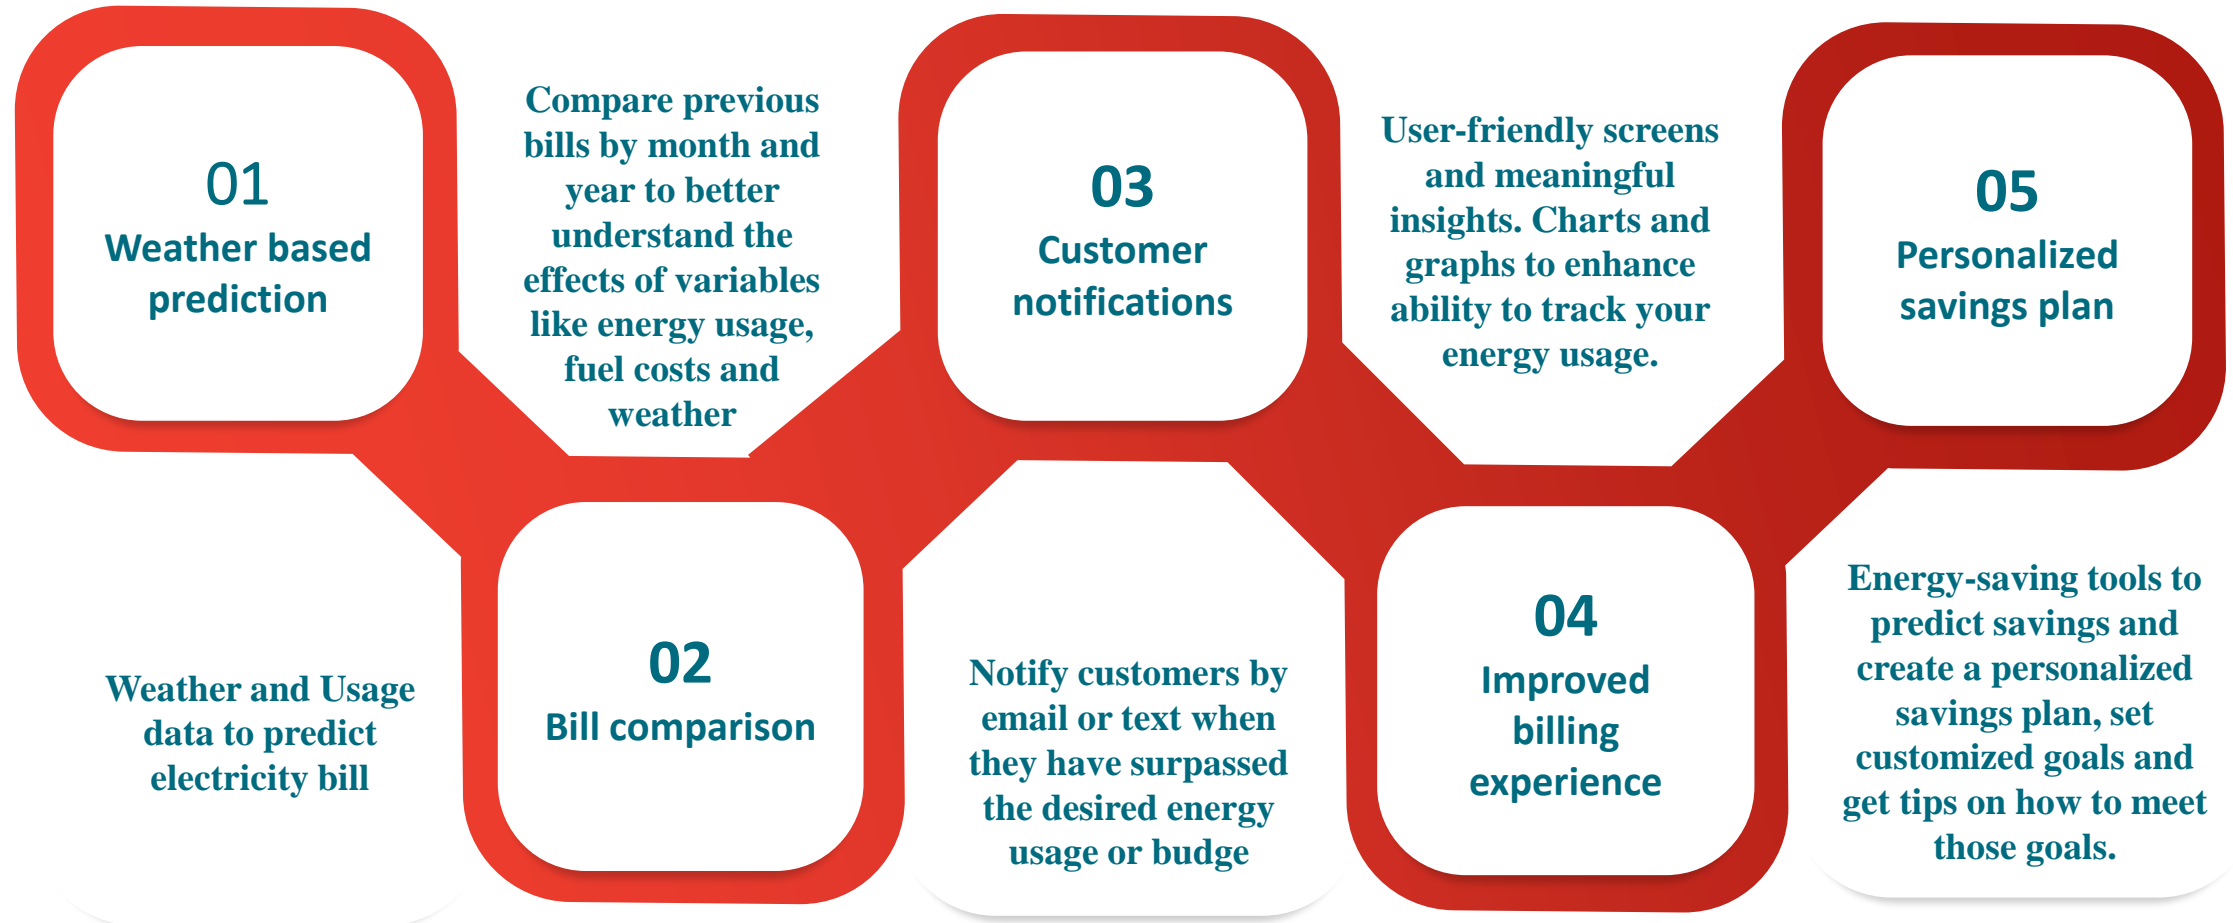 01
Weather based
prediction
Weather and Usage
data to predict
electricity bill
Compare previous
bills by month and
year to better
understand the
effects of variables
like energy usage,
fuel costs and
weather
02
Bill comparison
03
Customer
notifications
Notify customers by
email or text when
they have surpassed
the desired energy
usage or budge
User-friendly screens
and meaningful
insights. Charts and
graphs to enhance
ability to track your
energy usage.
04
Improved
billing
experience
05
Personalized
savings plan
Energy-saving tools to
predict savings and
create a personalized
savings plan, set
customized goals and
get tips on how to meet
those goals.